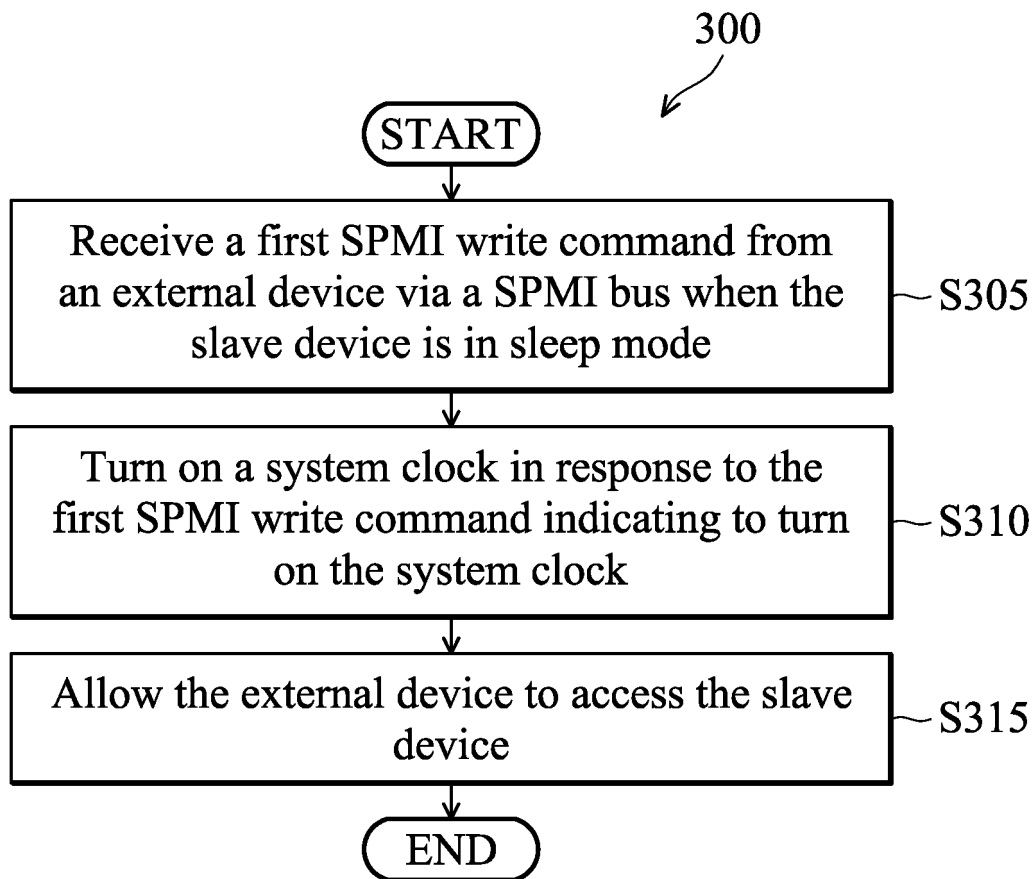 300
START
Receive a first SPMI write command from
an external device via a SPMI bus when the
slave device is in sleep mode
S305
Turn on a system clock in response to the
first SPMI write command indicating to turn
on the system clock
S310
Allow the external device to access the slave
device
S315
END